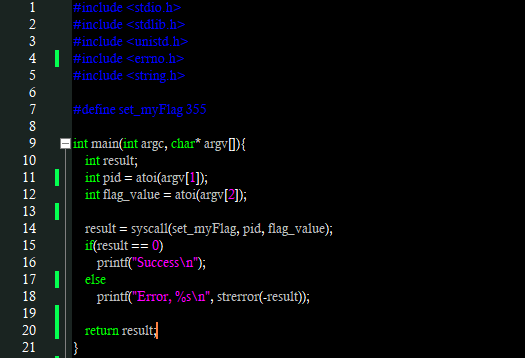 1 #include <stdio.h>
2 #include <stdlib.h>
3 #include <unistd.h>
4 #include <errno.h>
5 #include <string.h>
6
7 #define set_myFlag 355
8
9 int main(int argc, char* argv[]){
10 int result;
11 int pid = atoi(argv[1]);
12 int flag_value = atoi(argv[2]);
13
14 result = syscall(set_myFlag, pid, flag_value);
15 if(result == 0)
16 printf("Success\n");
17 else
18 printf("Error, %s\n", strerror(-result));
19
20 return result;
21 }